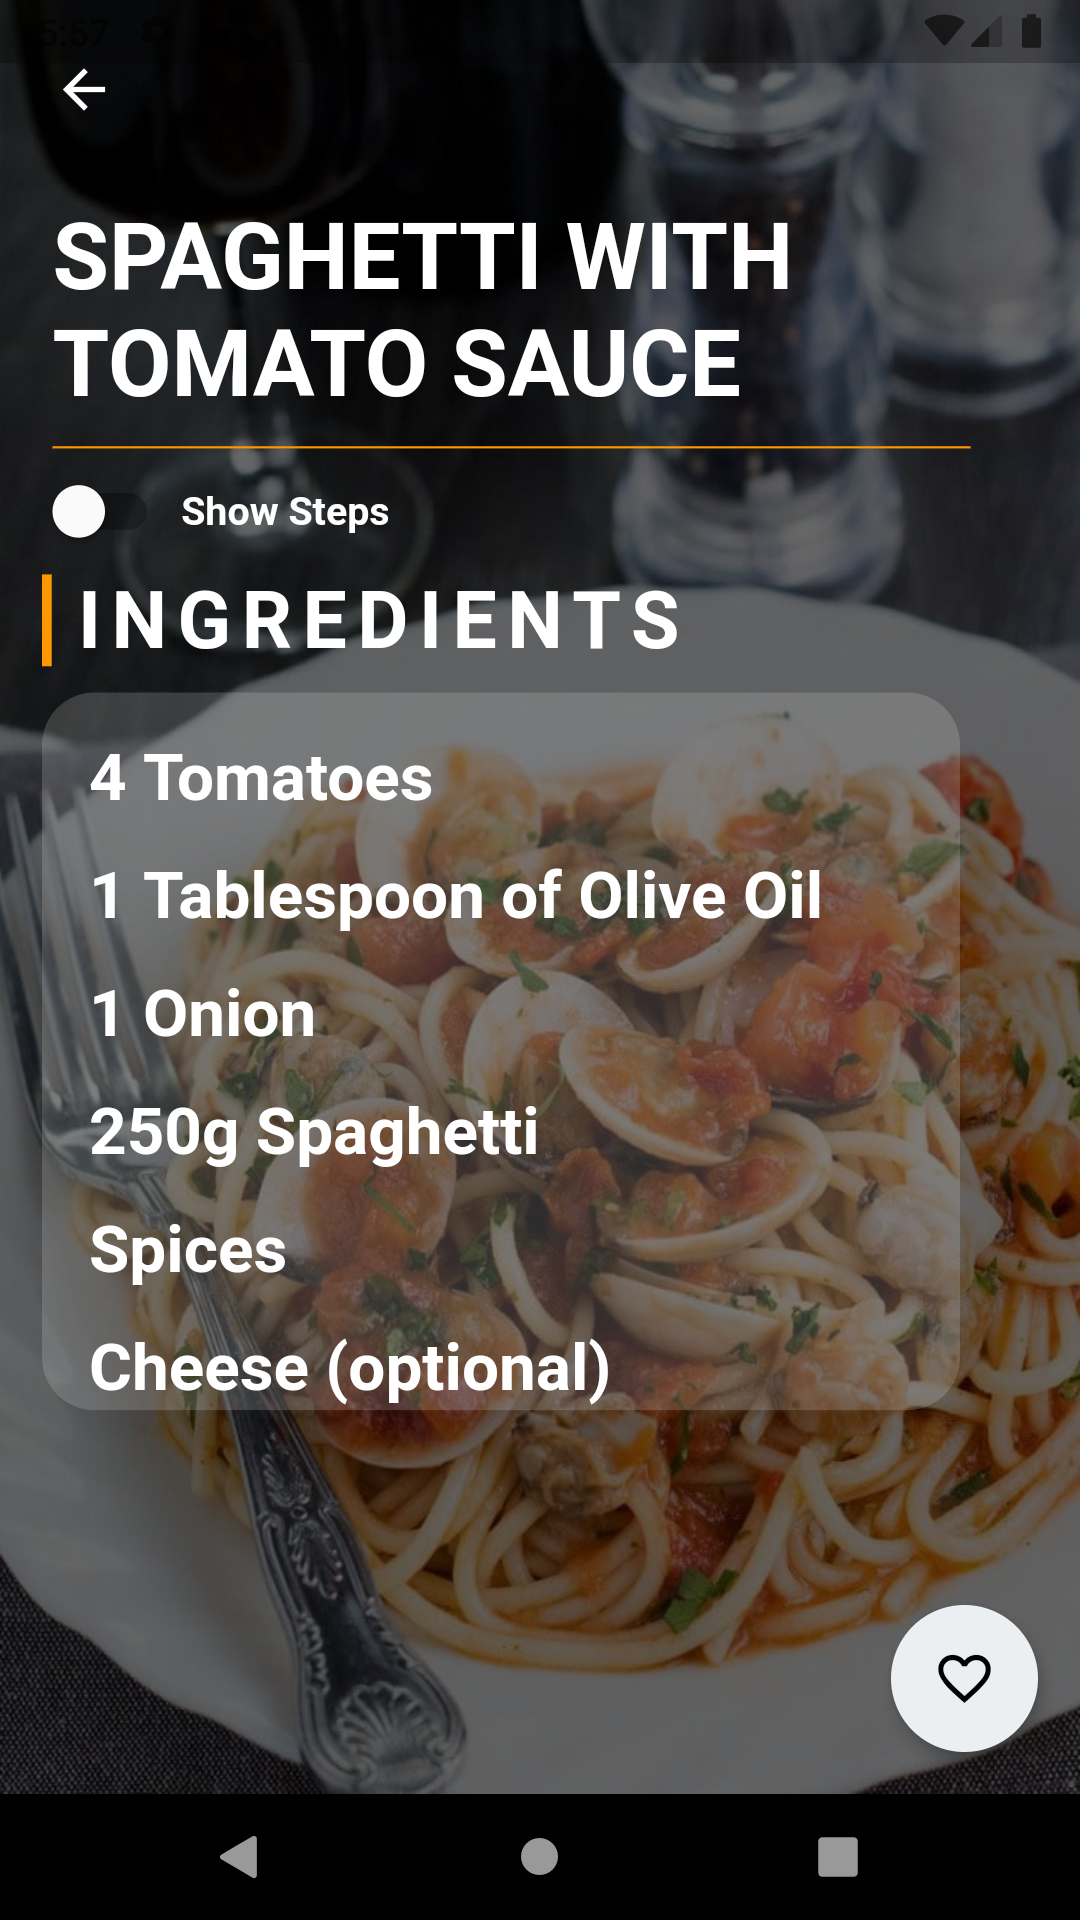 5:57
SPAGHETTI WITH
TOMATO SAUCE
Show Steps
INGREDIENTS
4 Tomatoes
1 Tablespoon of Olive Oil
1 Onion
250g Spaghetti
Spices
Cheese (optional)